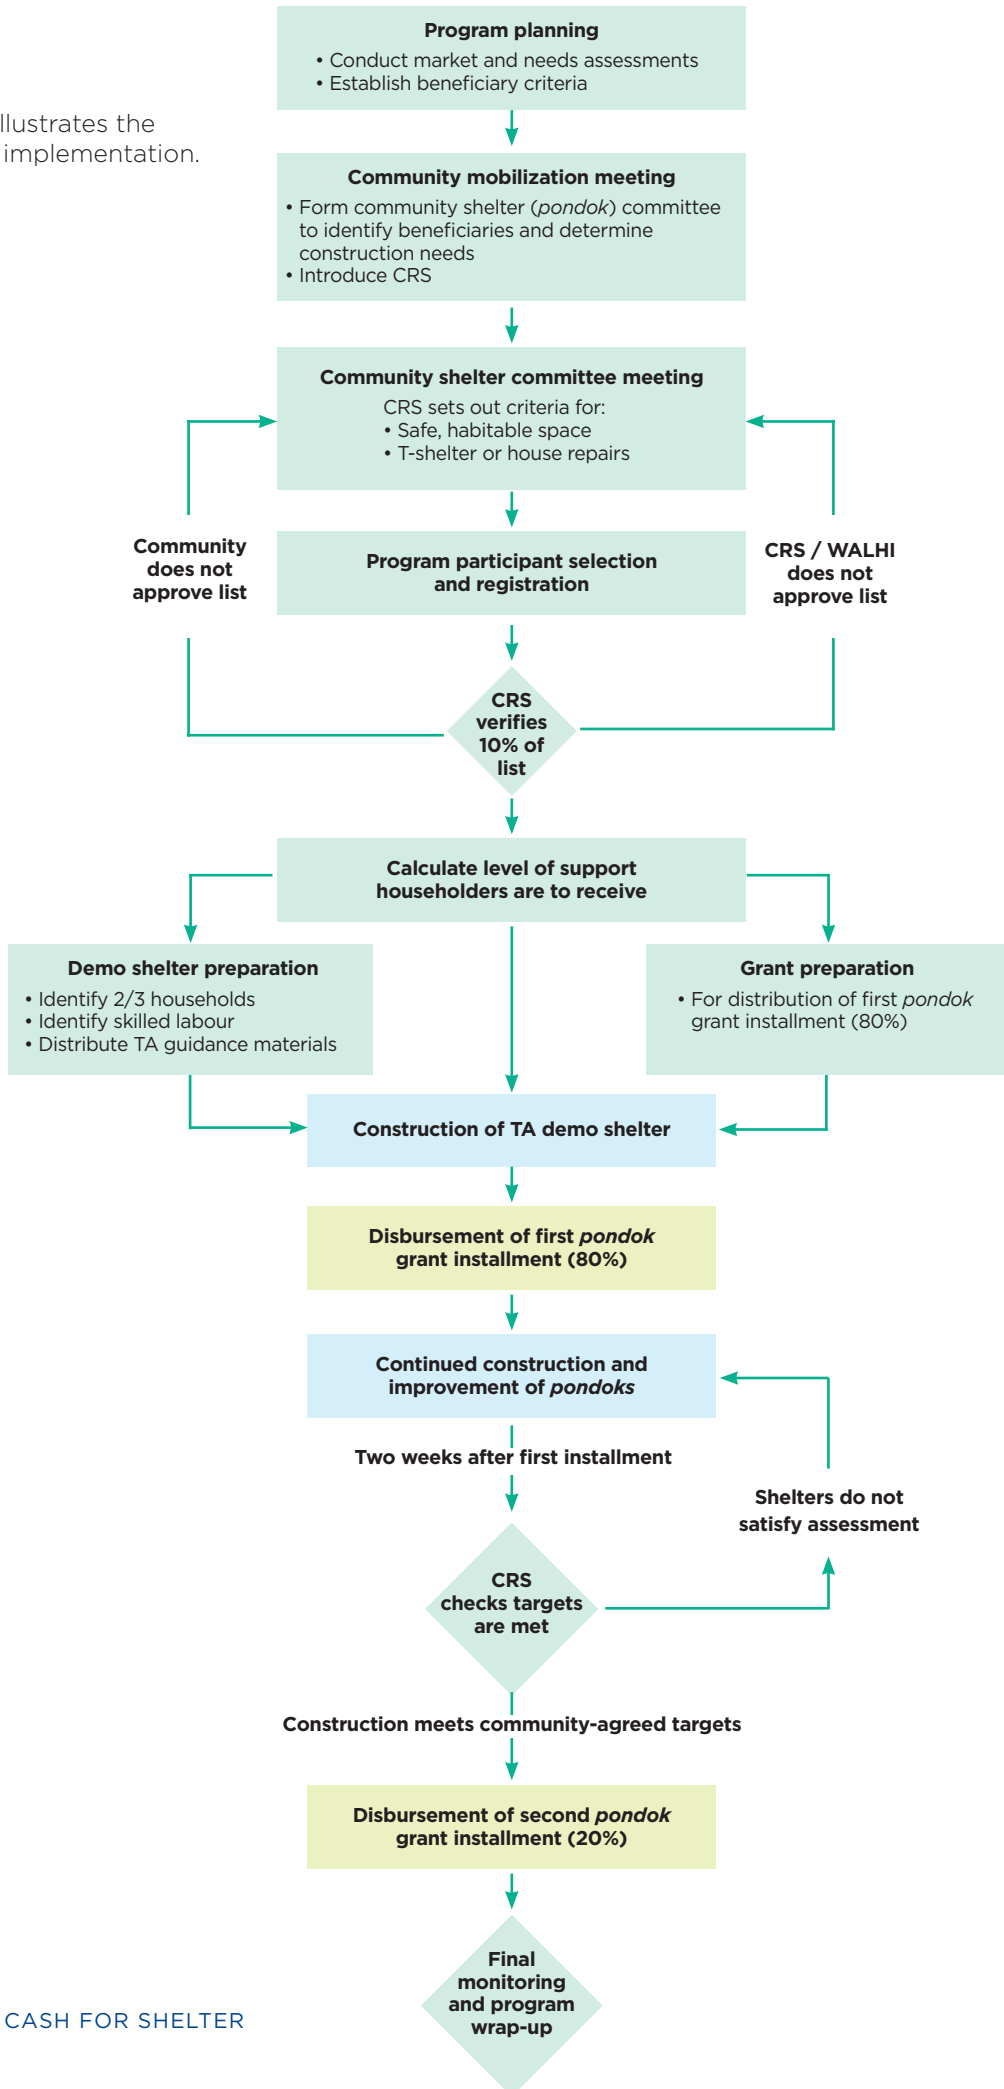 Program planning
• Conduct market and needs assessments
• Establish beneficiary criteria
llustrates the
implementation.
Community mobilization meeting
• Form community shelter (pondok) committee
to identify beneficiaries and determine
construction needs
• Introduce CRS
Community shelter committee meeting
CRS sets out criteria for:
• Safe, habitable space
• T-shelter or house repairs
Community
does not
approve list
Program participant selection
and registration
CRS / WALHI
does not
approve list
CRS
verifies
10% of
list
Calculate level of support
householders are to receive
Demo shelter preparation
• Identify 2/3 households
• Identify skilled labour
• Distribute TA guidance materials
Grant preparation
• For distribution of first pondok
grant installment (80%)
Construction of TA demo shelter
Disbursement of first pondok
grant installment (80%)
Continued construction and
improvement of pondoks
Two weeks after first installment
Shelters do not
satisfy assessment
CRS
checks targets
are met
Construction meets community-agreed targets
Disbursement of second pondok
grant installment (20%)
Final
monitoring
and program
wrap-up
CASH FOR SHELTER